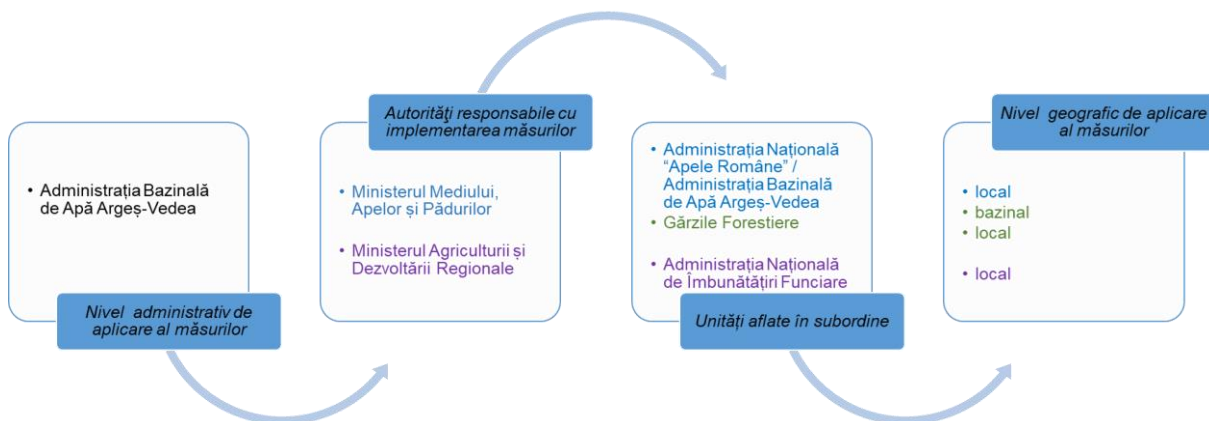 • Administrația Bazinală
de Apă Argeș-Vedea
Nivel administrativ de
aplicare al măsurilor
Autorităţi responsabile cu
implementarea măsurilor
• Ministerul Mediului,
Apelor și Pădurilor
• Ministerul Agriculturii și
Dezvoltării Regionale
• Administrația Națională
“Apele Române” /
Administrația Bazinală
de Apă Argeș-Vedea
• Gărzile Forestiere
• Administrația Națională
de Îmbunătățiri Funciare
Unități aflate în subordine
Nivel geografic de aplicare
al măsurilor
• local
• bazinal
• local
• local